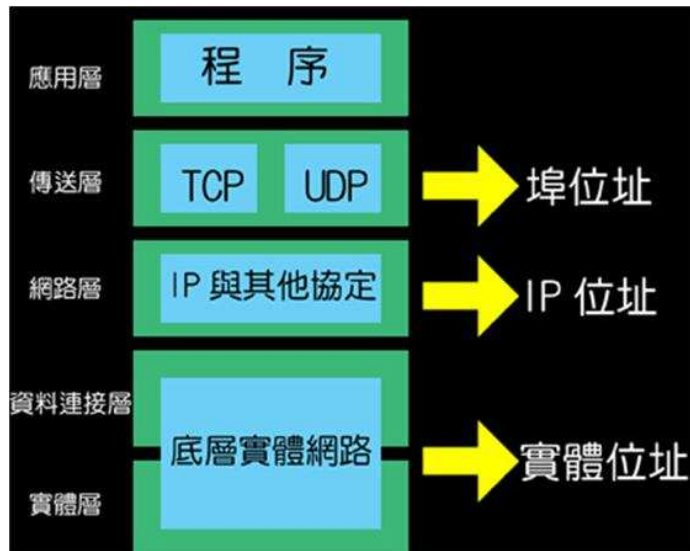 應用層
程 序
傳送層
TCP UDP
埠位址
網路層
IP 與其他協定
IP 位址
資料連接層
底層實體網路
實體位址
實體層